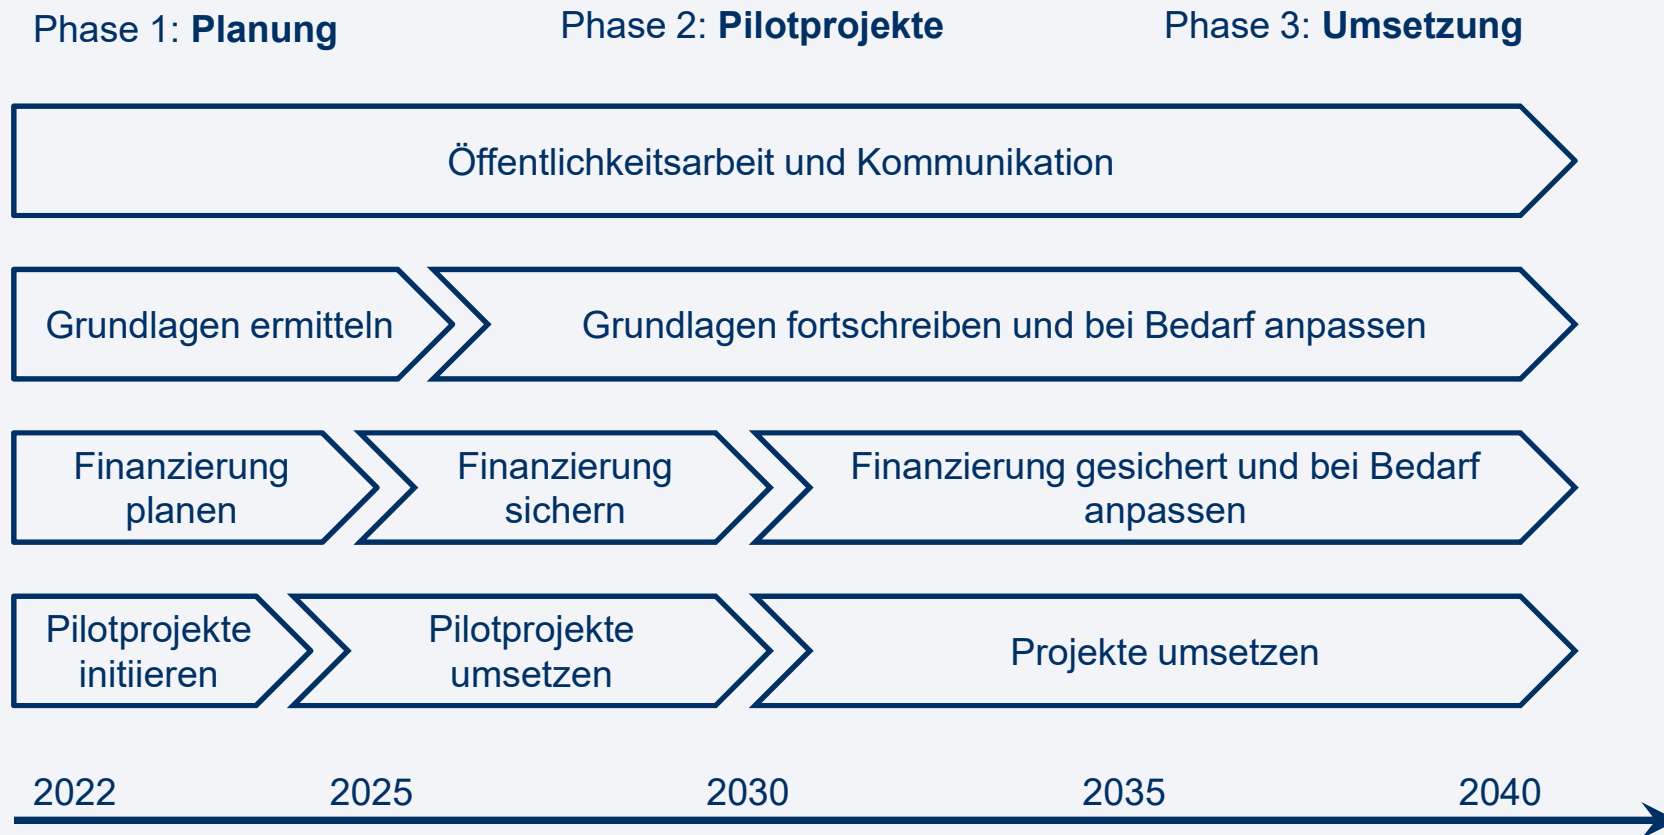 Phase 1: Planung
Phase 2: Pilotprojekte
Phase 3: Umsetzung
Öffentlichkeitsarbeit und Kommunikation
Grundlagen ermitteln
Grundlagen fortschreiben und bei Bedarf anpassen
Finanzierung
planen
Finanzierung
sichern
Finanzierung gesichert und bei Bedarf
anpassen
Pilotprojekte
initiieren
Pilotprojekte
umsetzen
Projekte umsetzen
2022
2025
2030
2035
2040